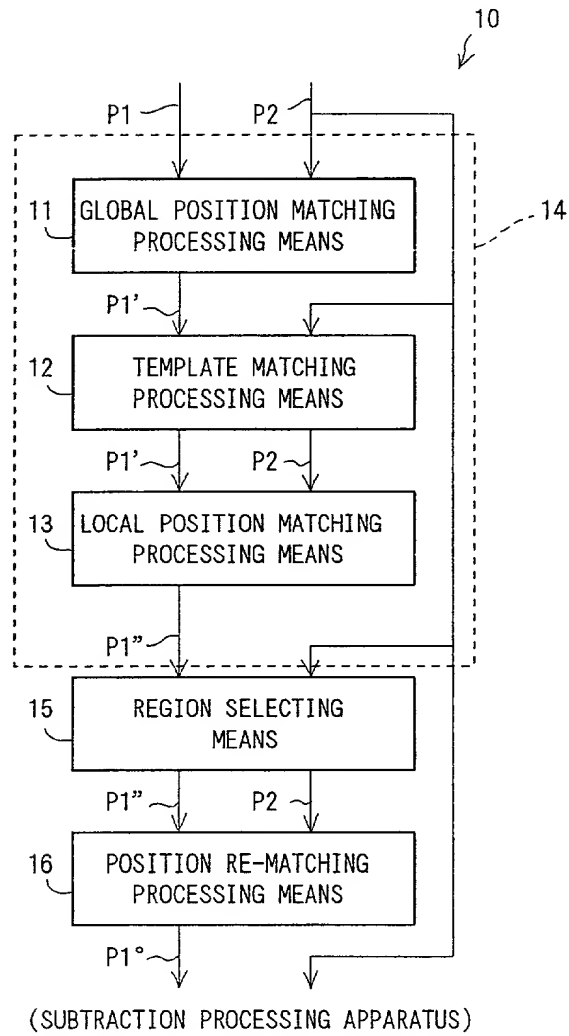 10
P1 P2
14
11 GLOBAL POSITION MATCHING
PROCESSING MEANS
P1'
12 TEMPLATE MATCHING
PROCESSING MEANS
P1' P2
13 LOCAL POSITION MATCHING
PROCESSING MEANS
P1"
15 REGION SELECTING
MEANS
P1" P2
16 POSITION RE-MATCHING
PROCESSING MEANS
P1°
(SUBTRACTION PROCESSING APPARATUS)